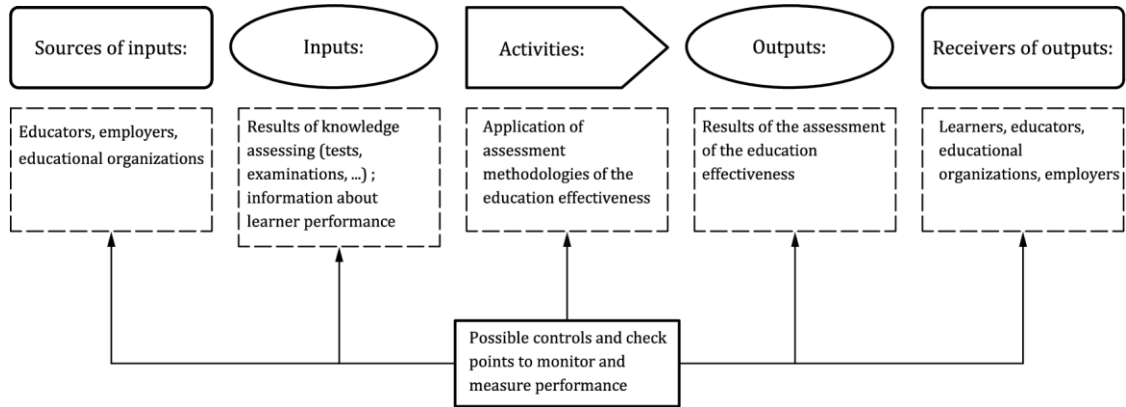 Sources of inputs:
Inputs:
Activities:
Outputs:
Receivers of outputs:
Educators, employers,
educational organizations
Results of knowledge
assessing (tests,
examinations, ...) ;
information about
learner performance
Application of
assessment
methodologies of the
education effectiveness
Results of the assessment
of the education
effectiveness
Learners, educators,
educational
organizations, employers
Possible controls and check
points to monitor and
measure performance